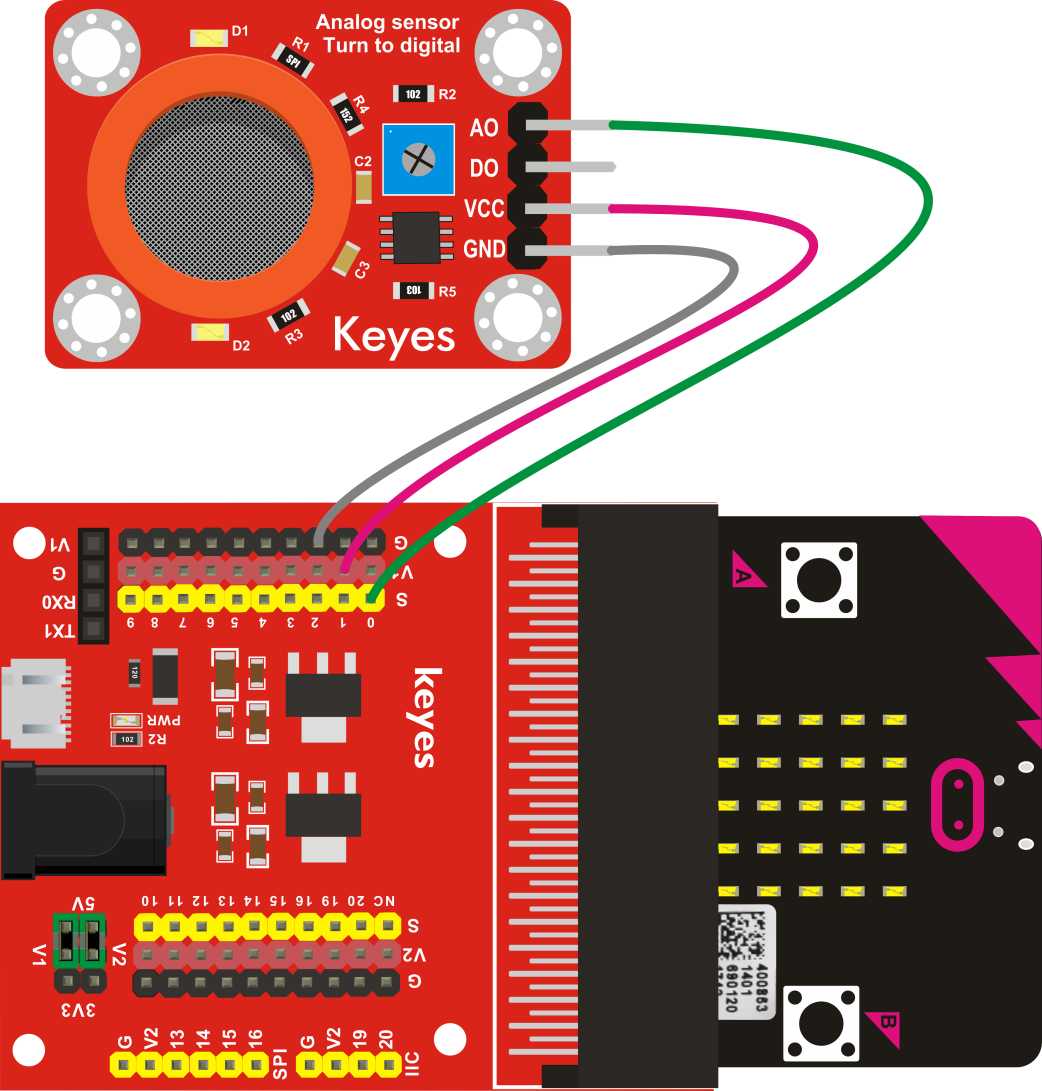 Analog sensor
Turn to digital
D1
R1
SPI
R4
152
102
R2
C2
AO
DO
VCC
GND
C3
103
R5
102
R3
D2
Keyes
V1
G
RX0
TX1
G
V1
S
9 8 7 6 5 4 3 2 1 0
120
PWR
102
R2
keyes
A
5V
V1
V2
3V3
10 11 12 13 14 15 16 19 20 NC
S
V2
G
G V2 13 14 15 16 SPI
G V2 19 20 IIC
400863
1401
690120
B